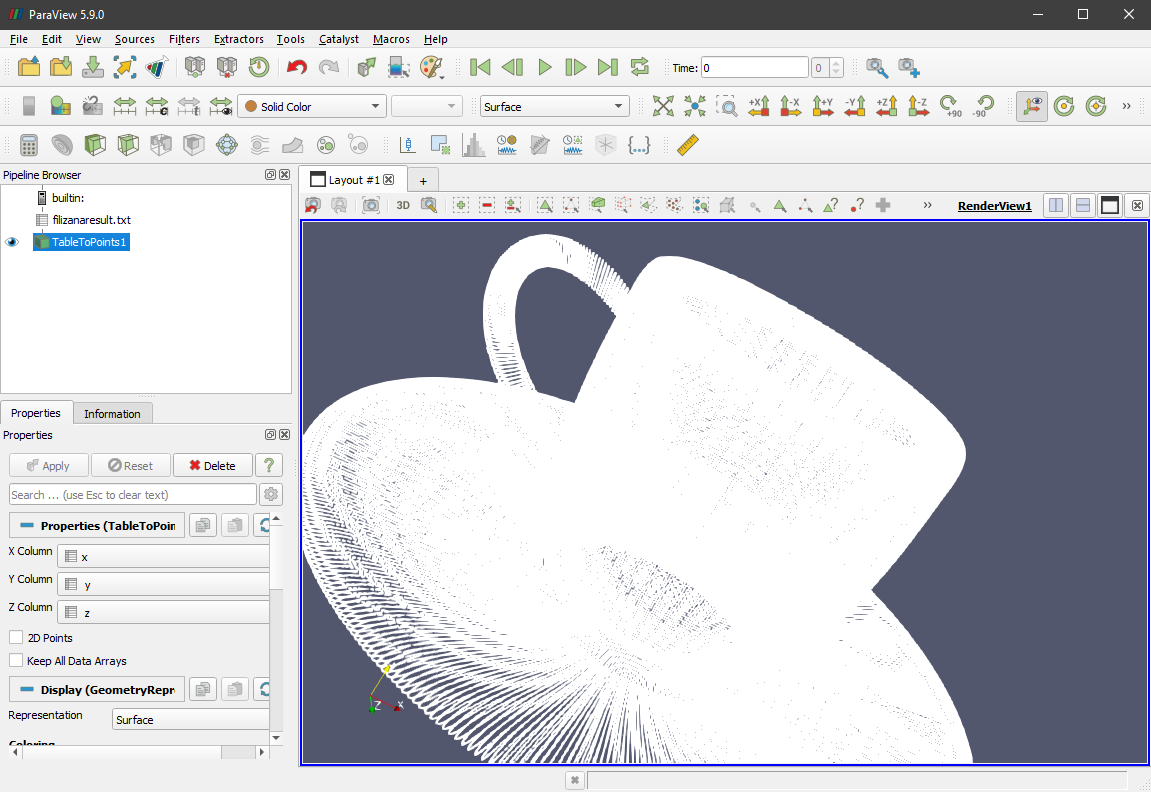 ParaView 5.9.0
File Edit View Sources Filters Extractors Tools Catalyst Macros Help
Time: 0 0
Solid Color Surface +X -X +Y -Y +Z -Z +90 -90 »
Pipeline Browser
builtin:
filizanaresult.txt
TableToPoints1
Layout #1 +
3D » RenderView1
Properties Information
Properties
Apply Reset Delete ?
Search ... (use Esc to clear text)
Properties (TableToPoin
X Column x
Y Column y
Z Column z
2D Points
Keep All Data Arrays
Display (GeometryRepr
Representation Surface
Coloring
Z X